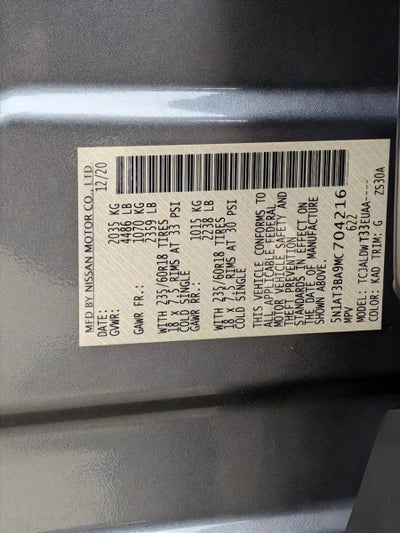 MFD BY NISSAN MOTOR CO., LTD
DATE: 12/20
GVWR: 2035 KG
4486 LB
GAWR FR.: 1070 KG
2359 LB
WITH 235/60R18 TIRES
18 X 7.5 RIMS AT 33 PSI
COLD SINGLE
GAWR RR.: 1015 KG
2238 LB
WITH 235/60R18 TIRES
18 X 7.5 RIMS AT 30 PSI
COLD SINGLE
THIS VEHICLE CONFORMS TO
ALL APPLICABLE FEDERAL
MOTOR VEHICLE SAFETY AND
THEFT PREVENTION
STANDARDS IN EFFECT ON
THE DATE OF MANUFACTURE
SHOWN ABOVE.
5N1AT3BA9MC704216
MPV 622
MODEL: TCJALDWT33EUAA----
COLOR: KAD TRIM: G ZS30A